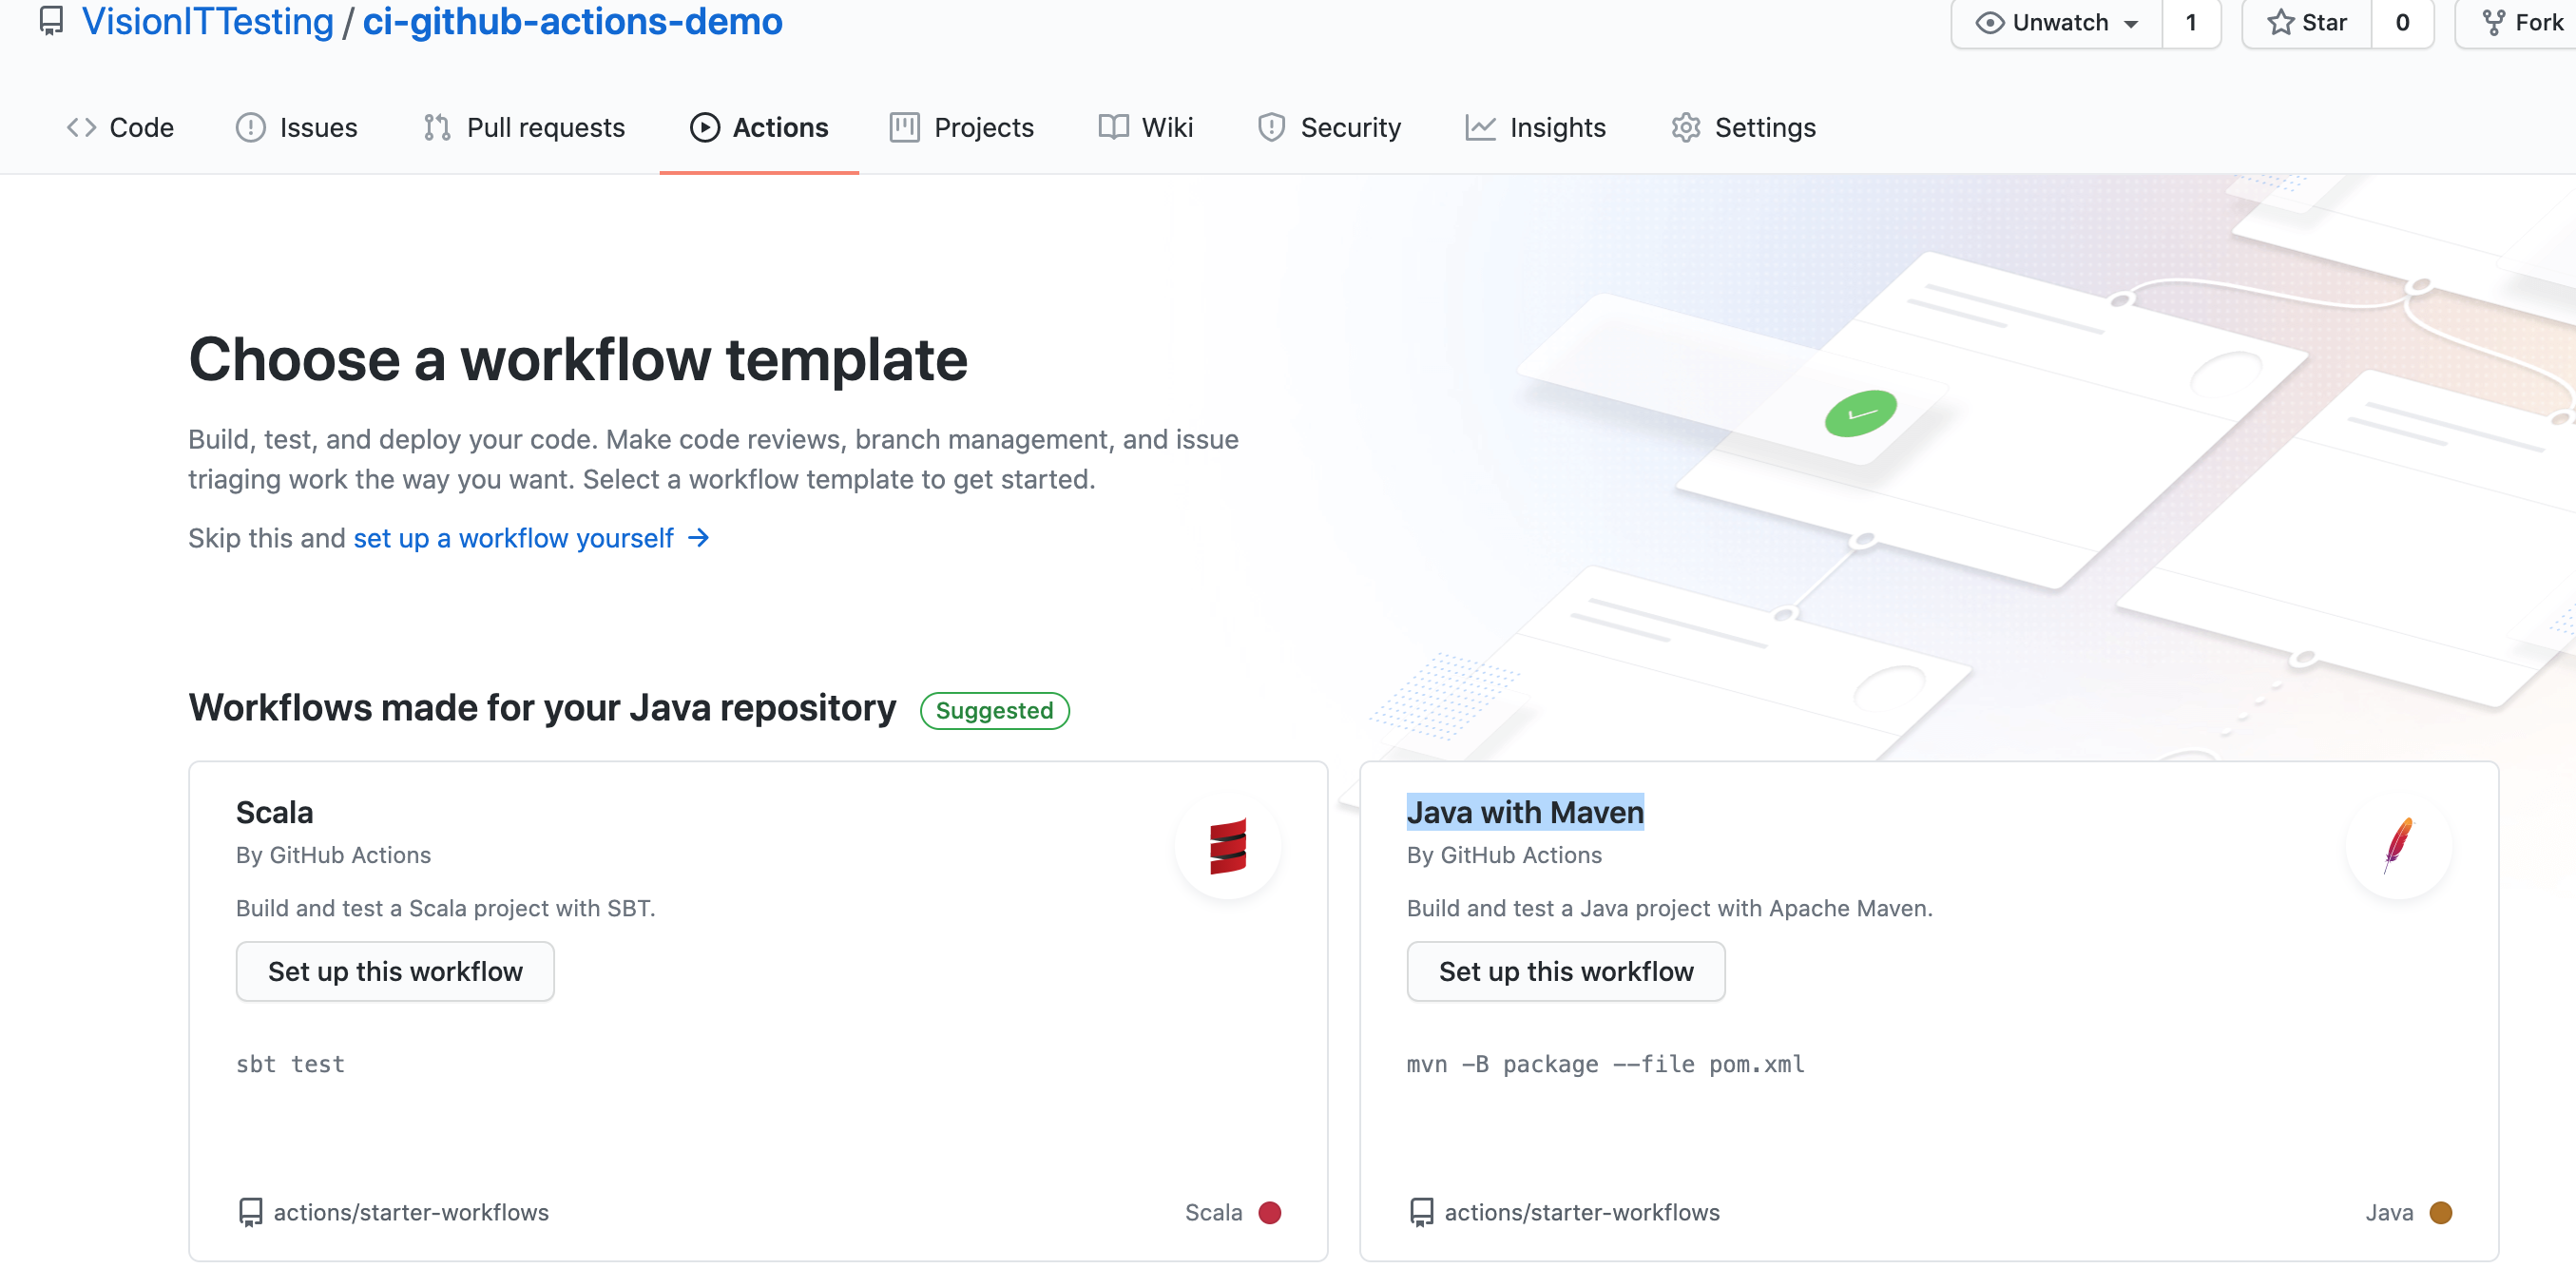 VisionITTesting / ci-github-actions-demo
Unwatch 1 Star 0 Fork
Code Issues Pull requests Actions Projects Wiki Security Insights Settings
Choose a workflow template
Build, test, and deploy your code. Make code reviews, branch management, and issue
triaging work the way you want. Select a workflow template to get started.
Skip this and set up a workflow yourself →
Workflows made for your Java repository Suggested
Scala
By GitHub Actions
Build and test a Scala project with SBT.
Set up this workflow
sbt test
actions/starter-workflows Scala
Java with Maven
By GitHub Actions
Build and test a Java project with Apache Maven.
Set up this workflow
mvn -B package --file pom.xml
actions/starter-workflows Java